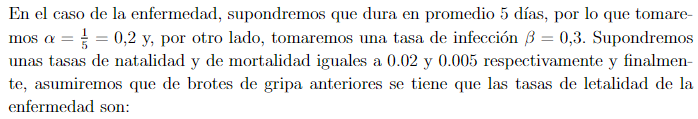 En el caso de la enfermedad, supondremos que dura en promedio 5 días, por lo que tomare-
mos α = 1/5 = 0,2 y, por otro lado, tomaremos una tasa de infección β = 0,3. Supondremos
unas tasas de natalidad y de mortalidad iguales a 0.02 y 0.005 respectivamente y finalmen-
te, asumiremos que de brotes de gripa anteriores se tiene que las tasas de letalidad de la
enfermedad son: